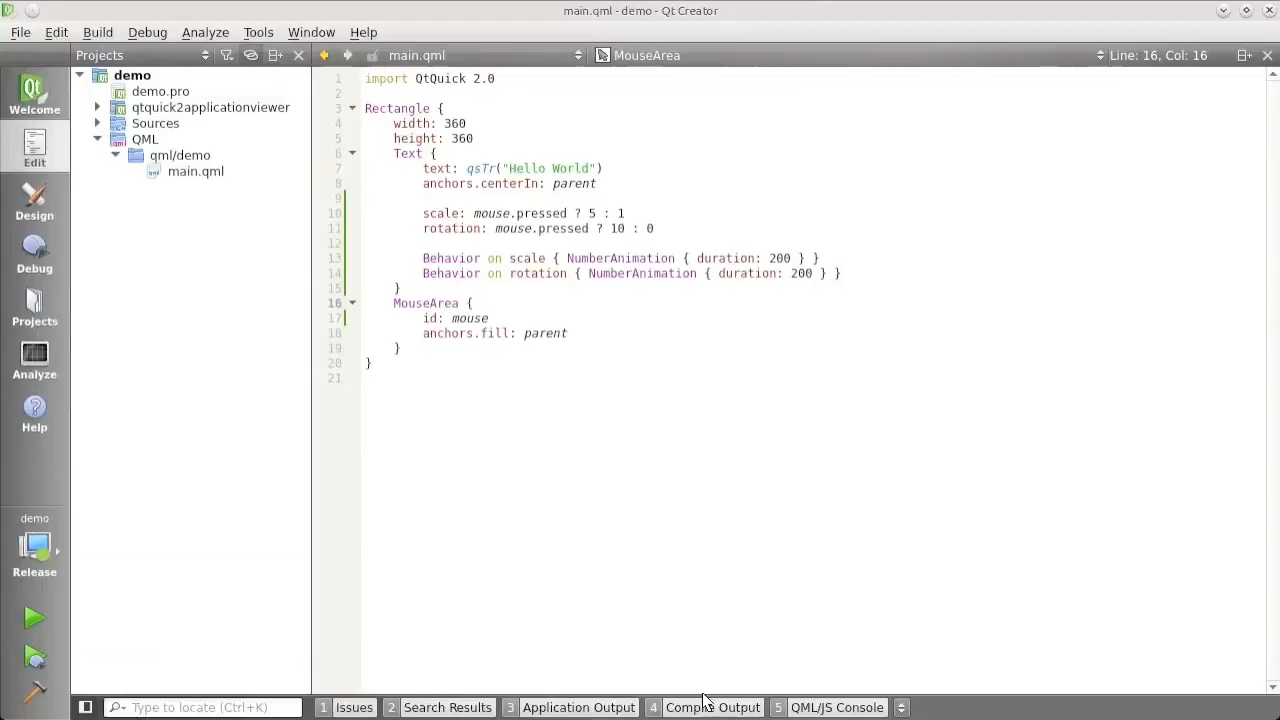 main.qml - demo - Qt Creator
File Edit Build Debug Analyze Tools Window Help
Projects main.qml MouseArea Line: 16, Col: 16
Welcome
Edit
Design
Debug
Projects
Analyze
Help
demo
Release
demo
demo.pro
qtquick2applicationviewer
Sources
QML
qml/demo
main.qml
1 import QtQuick 2.0
2
3 Rectangle {
4 width: 360
5 height: 360
6 Text {
7 text: qsTr("Hello World")
8 anchors.centerIn: parent
9
10 scale: mouse.pressed ? 5 : 1
11 rotation: mouse.pressed ? 10 : 0
12
13 Behavior on scale { NumberAnimation { duration: 200 } }
14 Behavior on rotation { NumberAnimation { duration: 200 } }
15 }
16 MouseArea {
17 id: mouse
18 anchors.fill: parent
19 }
20 }
21
Type to locate (Ctrl+K) 1 Issues 2 Search Results 3 Application Output 4 Compile Output 5 QML/JS Console